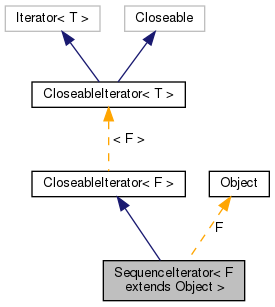 Iterator< T >
Closeable
CloseableIterator< T >
< F >
CloseableIterator< F >
Object
F
SequenceIterator< F
extends Object >